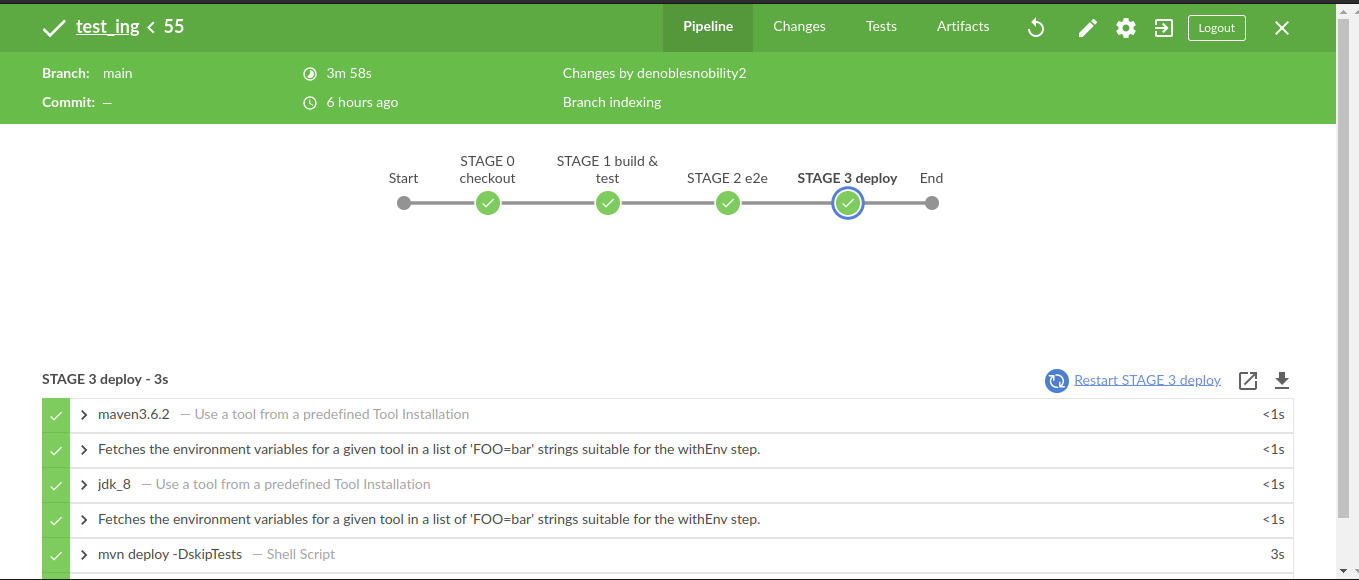 test_ing < 55 Pipeline Changes Tests Artifacts Logout
Branch: main 3m 58s Changes by denoblesnobility2
Commit: — 6 hours ago Branch indexing
Start STAGE 0 checkout STAGE 1 build & test STAGE 2 e2e STAGE 3 deploy End
STAGE 3 deploy - 3s Restart STAGE 3 deploy
maven3.6.2 — Use a tool from a predefined Tool Installation <1s
Fetches the environment variables for a given tool in a list of 'FOO=bar' strings suitable for the withEnv step. <1s
jdk_8 — Use a tool from a predefined Tool Installation <1s
Fetches the environment variables for a given tool in a list of 'FOO=bar' strings suitable for the withEnv step. <1s
mvn deploy -DskipTests — Shell Script 3s